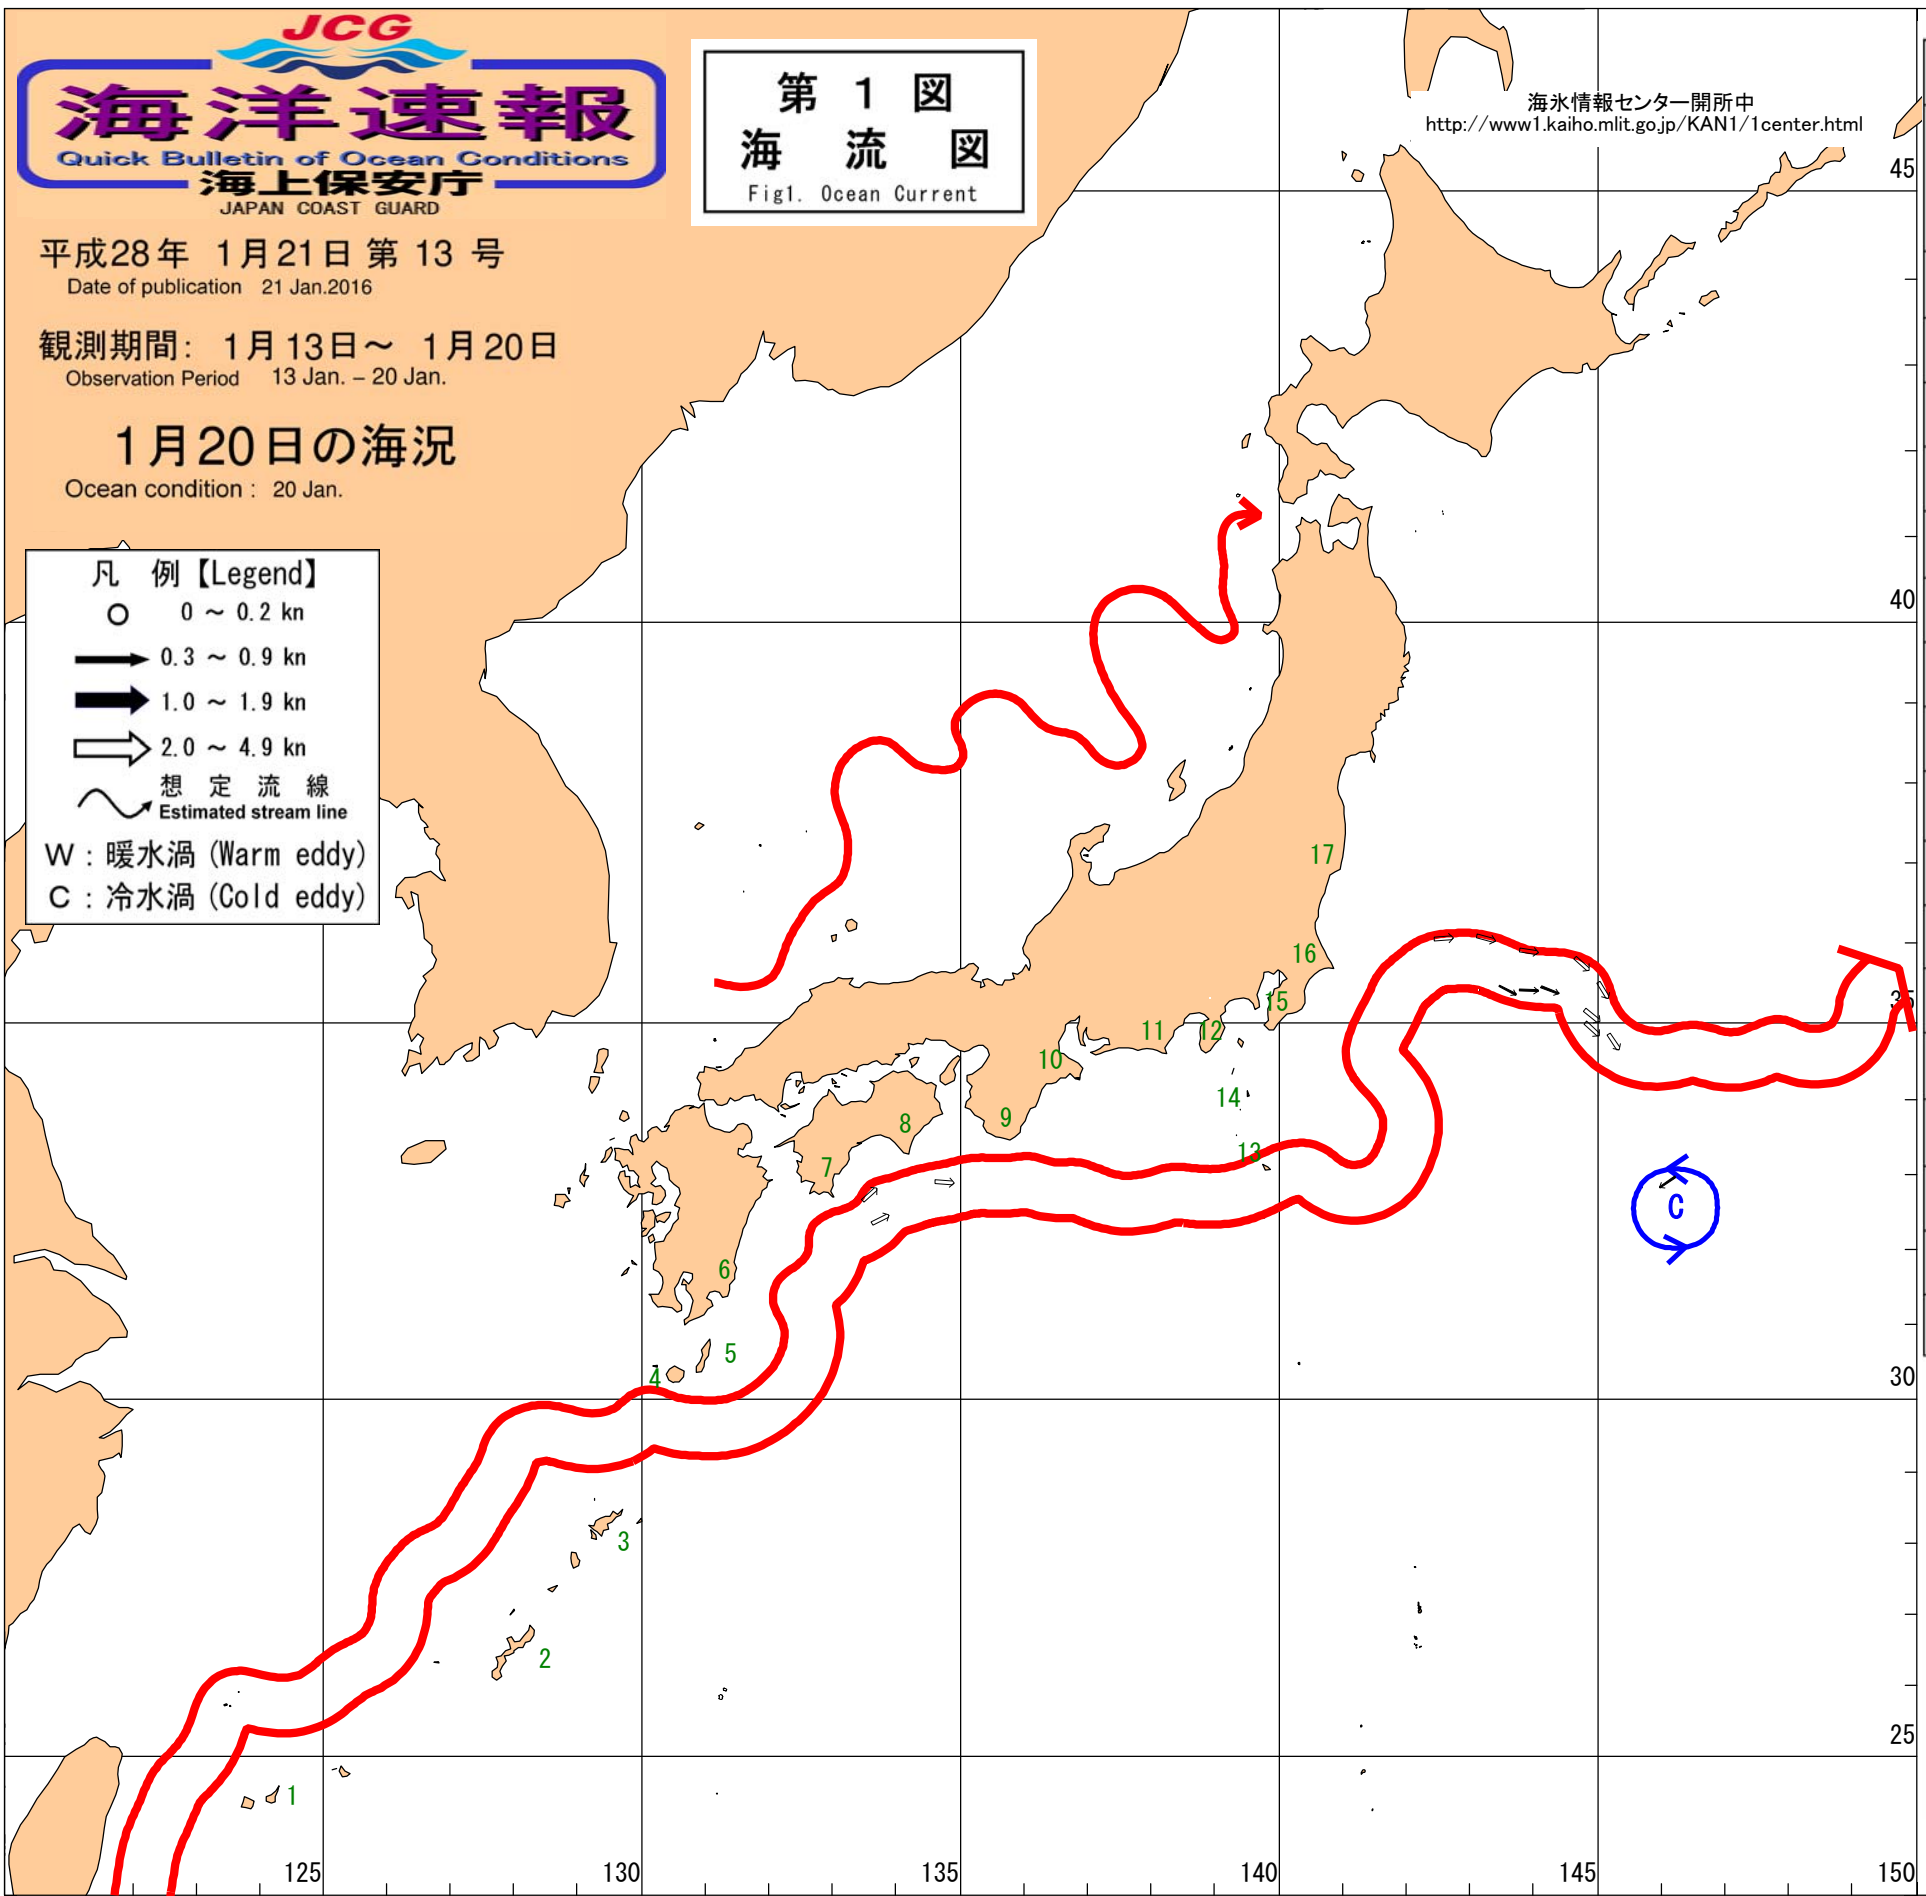 JCG
海洋速報
Quick Bulletin of Ocean Conditions
海上保安庁
JAPAN COAST GUARD
平成28年 1月21日 第 13 号
Date of publication 21 Jan.2016
観測期間: 1月13日～ 1月20日
Observation Period 13 Jan. – 20 Jan.
1月20日の海況
Ocean condition : 20 Jan.
第 1 図
海 流 図
Fig1. Ocean Current
海氷情報センター開所中
http://www1.kaiho.mlit.go.jp/KAN1/1center.html
凡 例【Legend】
0 ～ 0.2 kn
0.3 ～ 0.9 kn
1.0 ～ 1.9 kn
2.0 ～ 4.9 kn
想 定 流 線
Estimated stream line
W : 暖水渦 (Warm eddy)
C : 冷水渦 (Cold eddy)
45
40
35
30
25
17
16
15
12
11
10
14
13
9
8
7
6
5
4
3
2
1
C
125
130
135
140
145
150